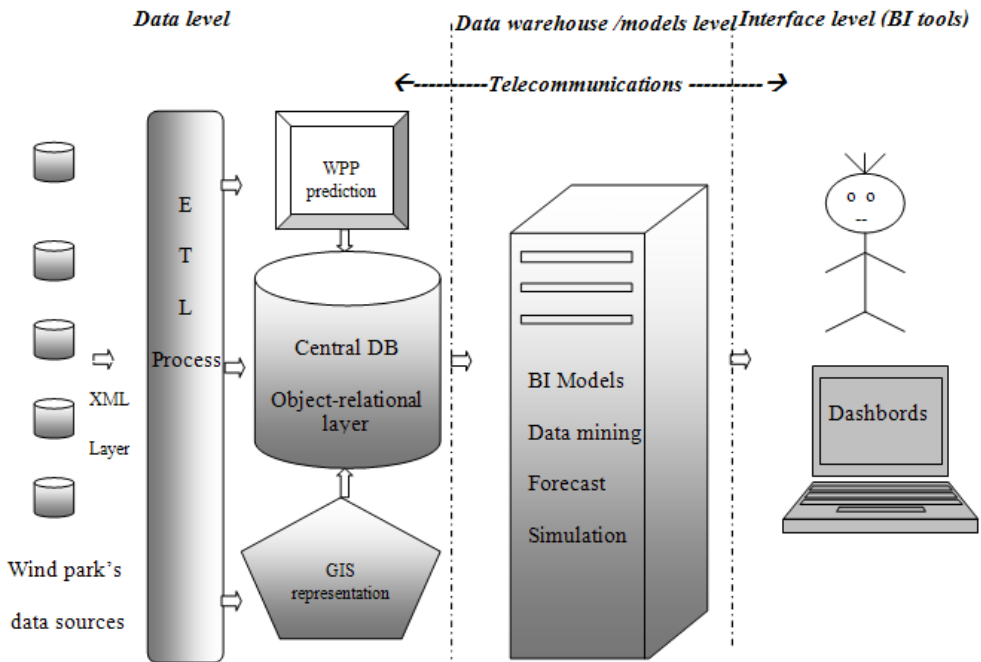 Data level
Data warehouse /models level
Interface level (BI tools)
←--------- Telecommunications ----------→
XML
Layer
Wind park's
data sources
E
T
L
Process
WPP
prediction
Central DB
Object-relational
layer
GIS
representation
BI Models
Data mining
Forecast
Simulation
o o
--
Dashbords